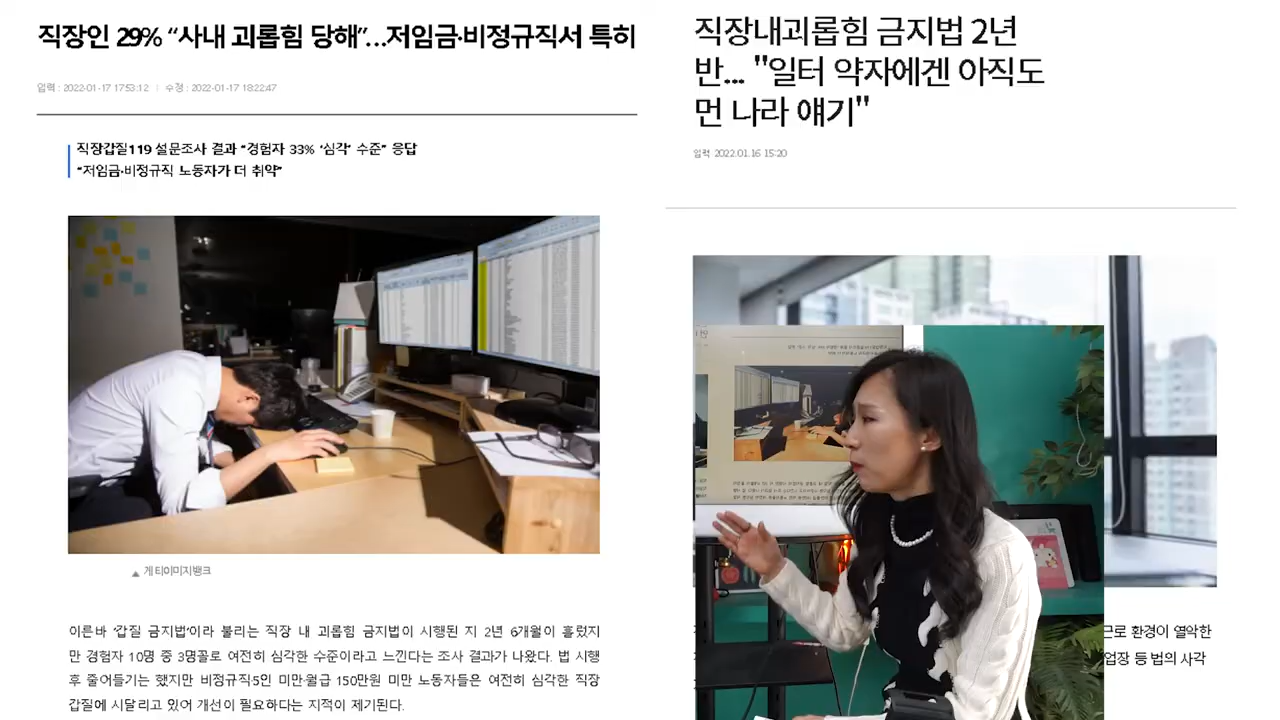 직장인 29% “사내 괴롭힘 당해”…저임금·비정규직서 특히
입력 : 2022-01-17 17:53:12 | 수정 : 2022-01-17 18:22:47
직장갑질119 설문조사 결과 “경험자 33% ‘심각’ 수준” 응답
“저임금·비정규직 노동자가 더 취약”
▲ 게티이미지뱅크
이른바 ‘갑질 금지법’이라 불리는 직장 내 괴롭힘 금지법이 시행된 지 2년 6개월이 흘렀지
만 경험자 10명 중 3명꼴로 여전히 심각한 수준이라고 느낀다는 조사 결과가 나왔다. 법 시행
후 줄어들기는 했지만 비정규직·5인 미만·월급 150만원 미만 노동자들은 여전히 심각한 직장
갑질에 시달리고 있어 개선이 필요하다는 지적이 제기된다.
직장내괴롭힘 금지법 2년
반... "일터 약자에겐 아직도
먼 나라 얘기"
입력 2022.01.16 15:20
근로 환경이 열악한
업장 등 법의 사각